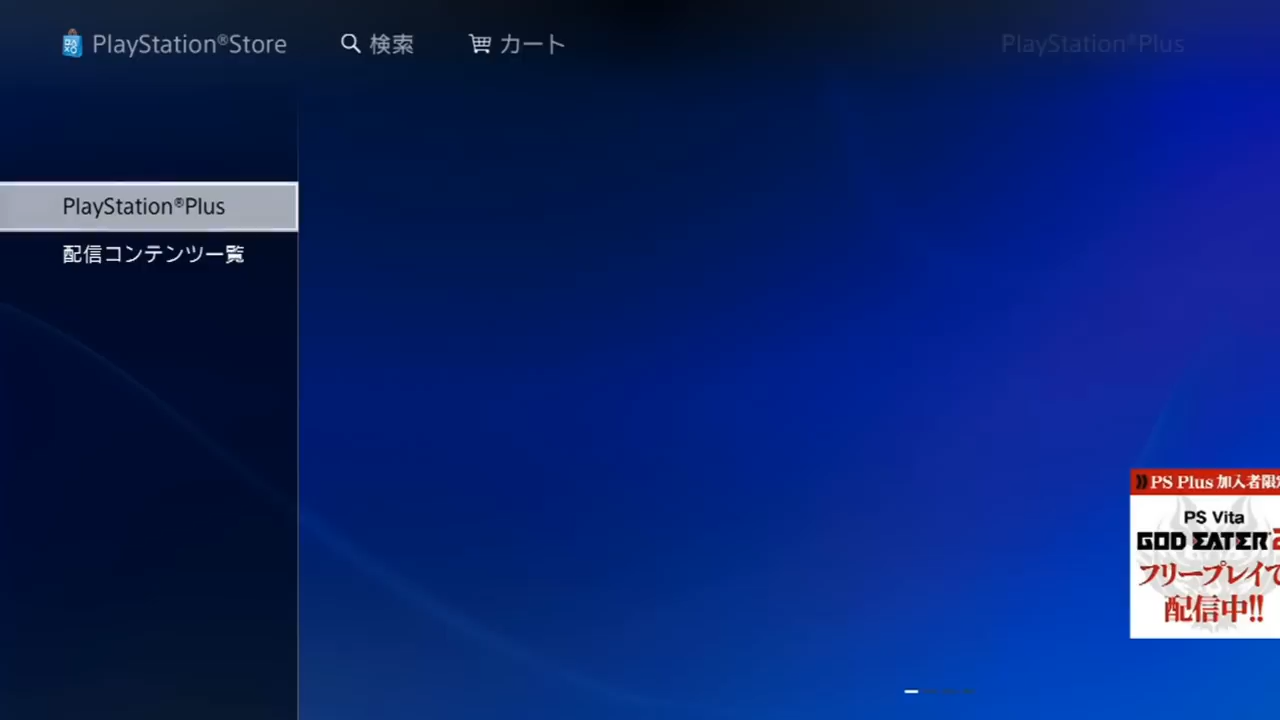 PlayStation®Store 検索 カート PlayStation®Plus
PlayStation®Plus
配信コンテンツ一覧
PS Plus 加入者限
PS Vita
GOD EATER 2
フリープレイで
配信中!!